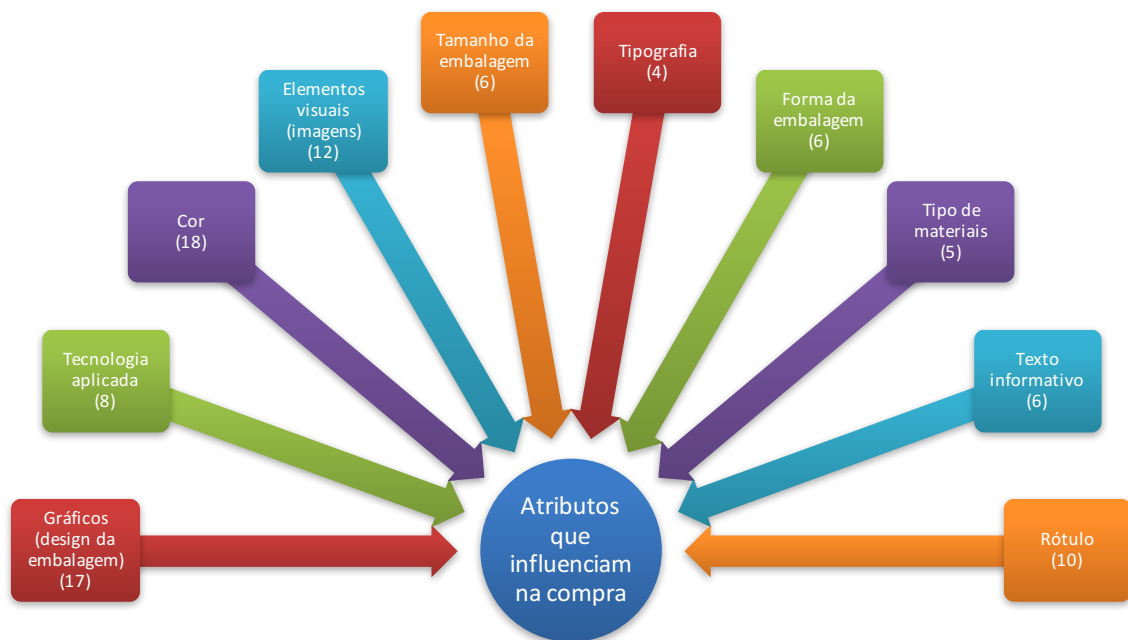 Tamanho da
embalagem
(6)
Tipografia
(4)
Elementos
visuais
(imagens)
(12)
Forma da
embalagem
(6)
Cor
(18)
Tipo de
materiais
(5)
Tecnologia
aplicada
(8)
Texto
informativo
(6)
Gráficos
(design da
embalagem)
(17)
Atributos
que
influenciam
na compra
Rótulo
(10)